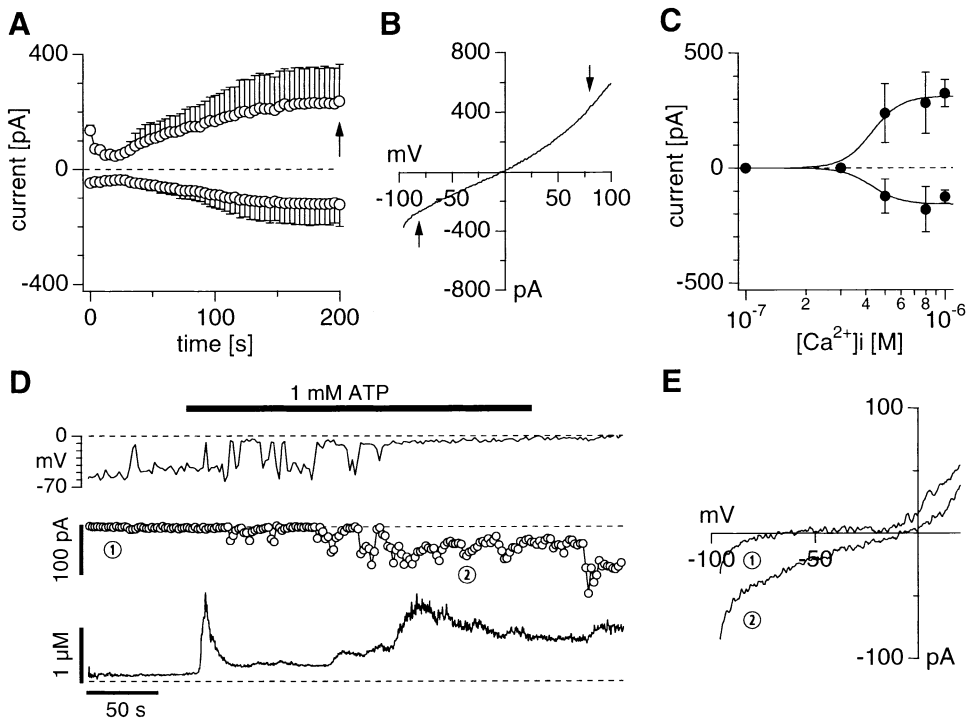 A
400
0
-400
current [pA]
0
100
200
time [s]
B
800
400
mV
-100
-50
50
100
-400
-800
pA
C
500
0
-500
current [pA]
10-7
2
4
6
8
10-6
[Ca2+]i [M]
D
1 mM ATP
0
mV
-70
100 pA
1
2
1 µM
50 s
E
100
mV
-100
-50
0
1
2
-100
pA